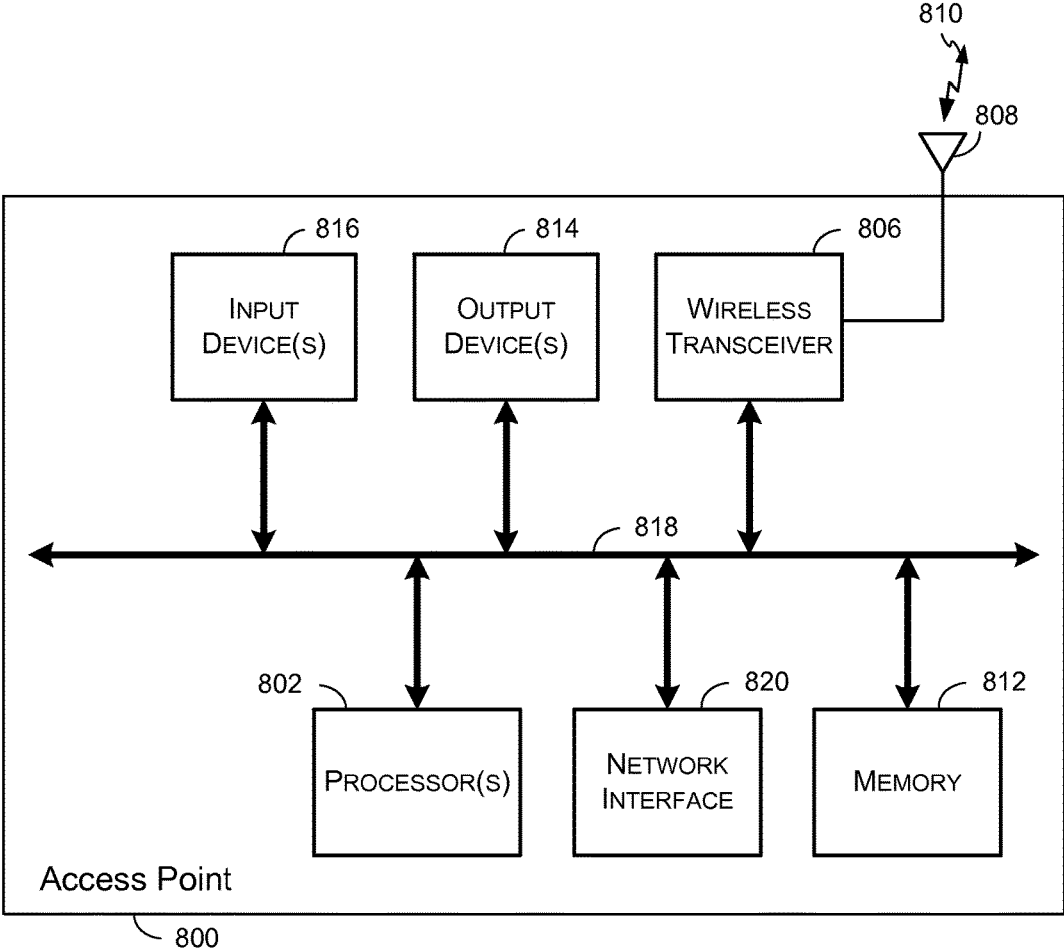 810
808
816
814
806
INPUT
DEVICE(S)
OUTPUT
DEVICE(S)
WIRELESS
TRANSCEIVER
818
802
820
812
PROCESSOR(S)
NETWORK
INTERFACE
MEMORY
Access Point
800